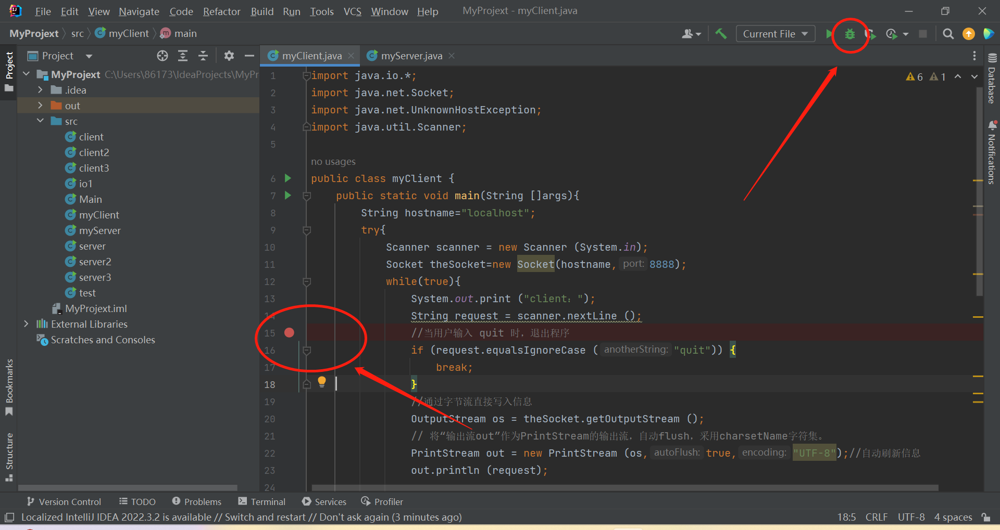 File Edit View Navigate Code Refactor Build Run Tools VCS Window Help MyProjext - myClient.java
MyProjext src myClient main
Current File
Project
MyProjext C:\Users\86173\IdeaProjects\MyPr
.idea
out
src
client
client2
client3
io1
Main
myClient
myServer
server
server2
server3
test
MyProjext.iml
External Libraries
Scratches and Consoles
Project
Bookmarks
Structure
myClient.java myServer.java
6 1
1 import java.io.*;
2 import java.net.Socket;
3 import java.net.UnknownHostException;
4 import java.util.Scanner;
5
no usages
6 public class myClient {
7 public static void main(String []args){
8 String hostname="localhost";
9 try{
10 Scanner scanner = new Scanner (System.in);
11 Socket theSocket=new Socket(hostname, port: 8888);
12 while(true){
13 System.out.print ("client：");
14 String request = scanner.nextLine ();
15 //当用户输入 quit 时，退出程序
16 if (request.equalsIgnoreCase ( anotherString: "quit")) {
17 break;
18 }
19 //通过字节流直接写入信息
20 OutputStream os = theSocket.getOutputStream ();
21 // 将“输出流out”作为PrintStream的输出流，自动flush，采用charsetName字符集。
22 PrintStream out = new PrintStream (os, autoFlush: true, encoding: "UTF-8");//自动刷新信息
23 out.println (request);
24
Database
Notifications
Version Control TODO Problems Terminal Services Profiler
Localized IntelliJ IDEA 2022.3.2 is available // Switch and restart // Don't ask again (3 minutes ago)
18:5 CRLF UTF-8 4 spaces